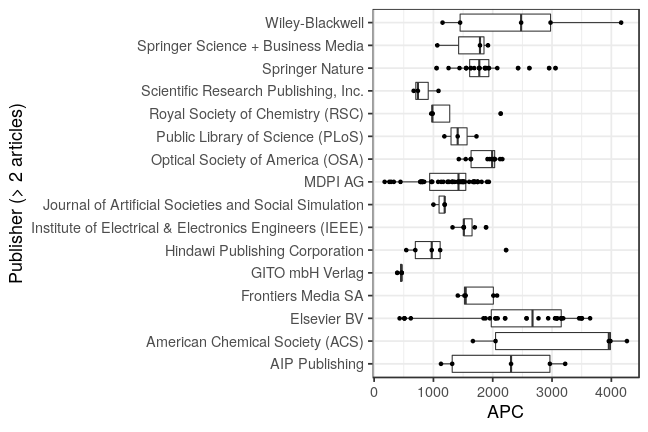 Publisher (> 2 articles)
Wiley-Blackwell
Springer Science + Business Media
Springer Nature
Scientific Research Publishing, Inc.
Royal Society of Chemistry (RSC)
Public Library of Science (PLoS)
Optical Society of America (OSA)
MDPI AG
Journal of Artificial Societies and Social Simulation
Institute of Electrical & Electronics Engineers (IEEE)
Hindawi Publishing Corporation
GITO mbH Verlag
Frontiers Media SA
Elsevier BV
American Chemical Society (ACS)
AIP Publishing
0 1000 2000 3000 4000
APC